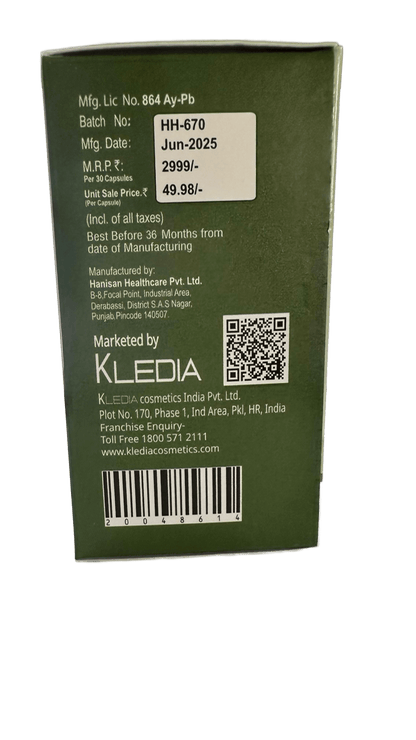 Mfg. Lic No. 864 Ay-Pb
Batch No: HH-670
Mfg. Date: Jun-2025
M.R.P. ₹: 2999/-
Per 30 Capsules
Unit Sale Price.₹ 49.98/-
(Per Capsule)
(Incl. of all taxes)
Best Before 36 Months from
date of Manufacturing
Manufactured by:
Hanisan Healthcare Pvt. Ltd.
B-8,Focal Point, Industrial Area,
Derabassi, District S.A.S Nagar,
Punjab,Pincode 140507.
Marketed by
KLEDIA
KLEDIA cosmetics India Pvt. Ltd.
Plot No. 170, Phase 1, Ind Area, Pkl, HR, India
Franchise Enquiry-
Toll Free 1800 571 2111
www.klediacosmetics.com
20048614